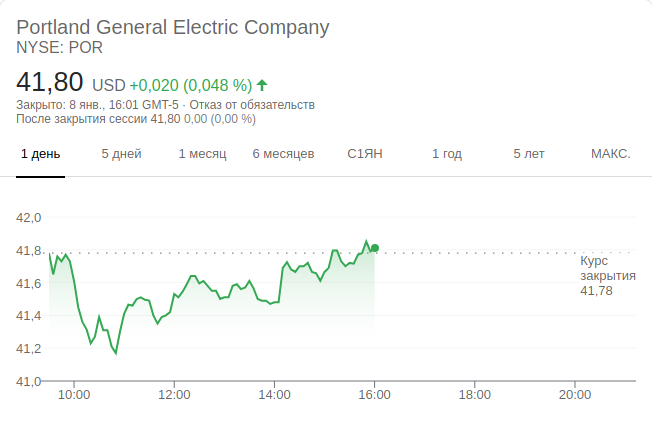 Portland General Electric Company
NYSE: POR
41,80 USD +0,020 (0,048 %)
Закрыто: 8 янв., 16:01 GMT-5 · Отказ от обязательств
После закрытия сессии 41,80 0,00 (0,00 %)
1 день 5 дней 1 месяц 6 месяцев С1ЯН 1 год 5 лет МАКС.
42,0
41,8
Курс
закрытия
41,78
41,6
41,4
41,2
41,0
10:00 12:00 14:00 16:00 18:00 20:00